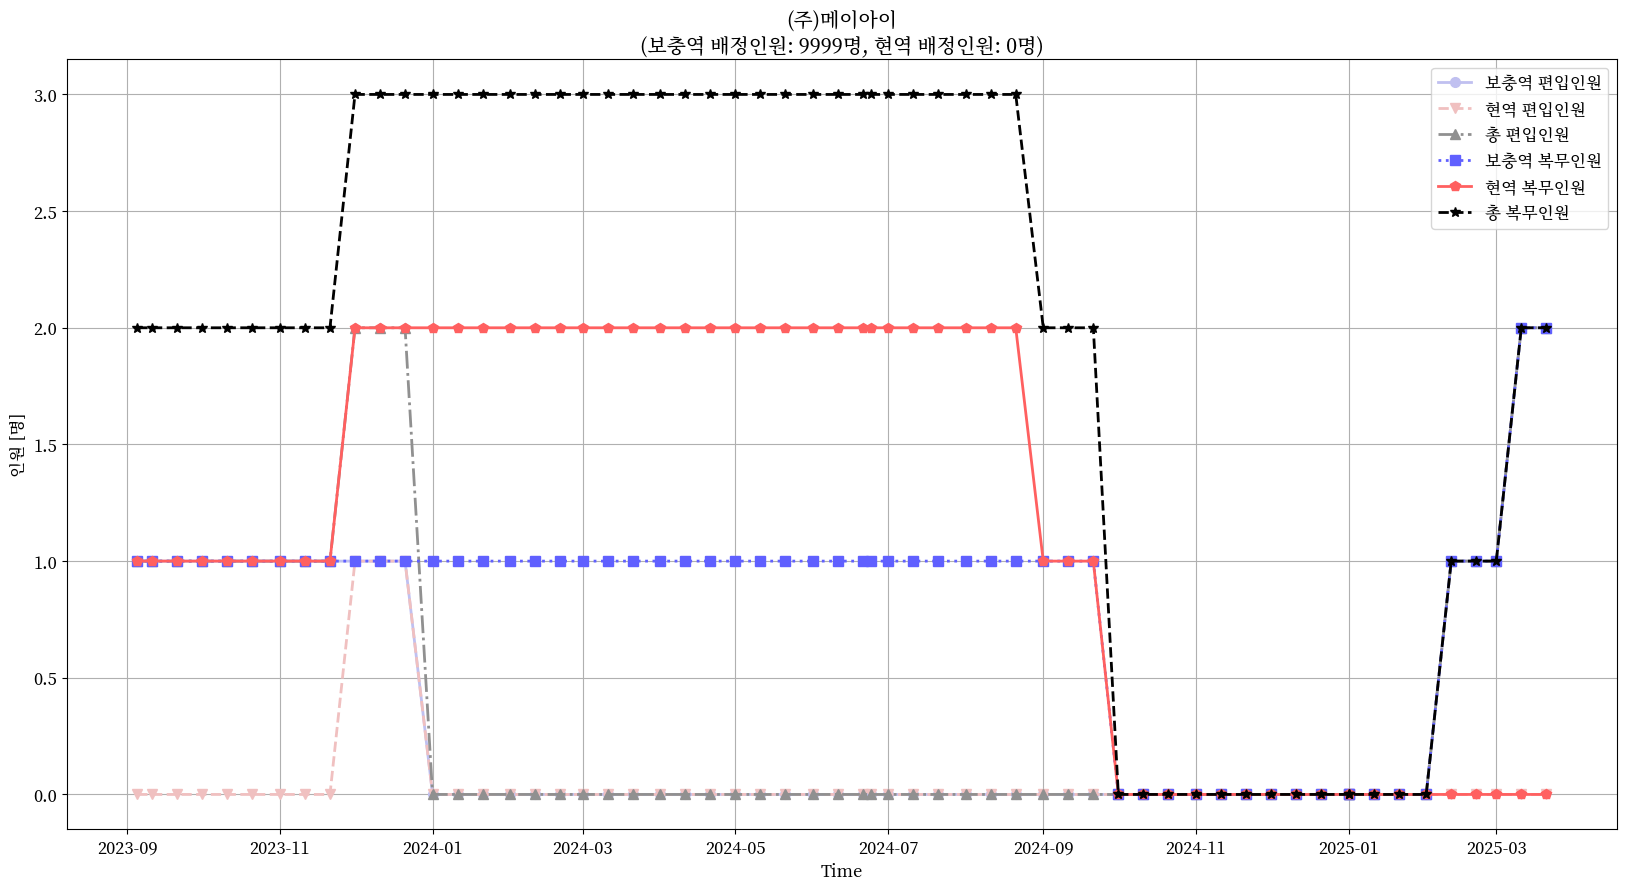 (주)메이아이
(보충역 배정인원: 9999명, 현역 배정인원: 0명)
보충역 편입인원
현역 편입인원
총 편입인원
보충역 복무인원
현역 복무인원
총 복무인원
3.0
2.5
2.0
1.5
1.0
0.5
0.0
인원 [명]
2023-09 2023-11 2024-01 2024-03 2024-05 2024-07 2024-09 2024-11 2025-01 2025-03
Time